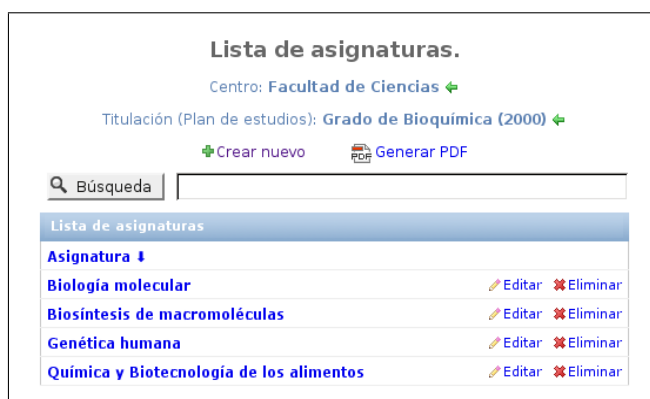 Lista de asignaturas.
Centro: Facultad de Ciencias
Titulación (Plan de estudios): Grado de Bioquímica (2000)
Crear nuevo PDF Generar PDF
Búsqueda
Lista de asignaturas
Asignatura
Biología molecular Editar Eliminar
Biosíntesis de macromoléculas Editar Eliminar
Genética humana Editar Eliminar
Química y Biotecnología de los alimentos Editar Eliminar